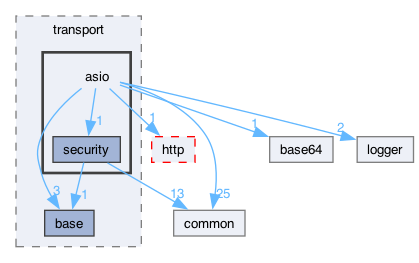 transport
asio
1
1
1
2
security
http
base64
logger
3
1
13
25
base
common